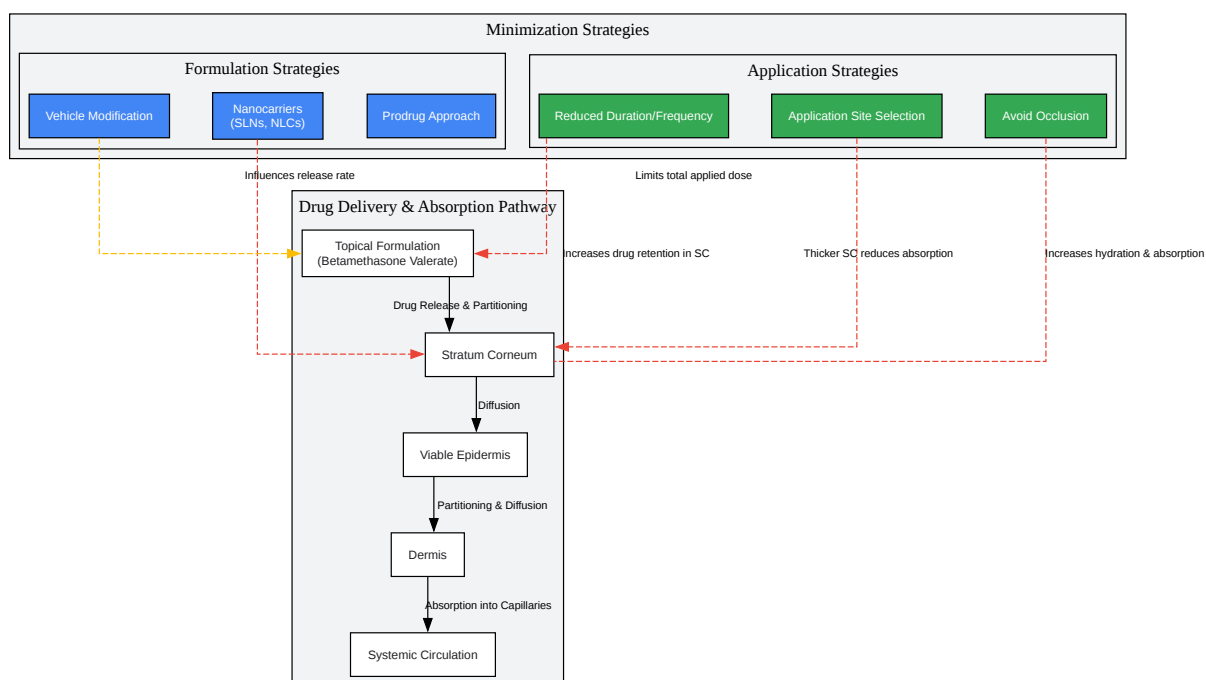 Minimization Strategies
Formulation Strategies
Application Strategies
Vehicle Modification
Nanocarriers
(SLNs, NLCs)
Prodrug Approach
Reduced Duration/Frequency
Application Site Selection
Avoid Occlusion
Influences release rate
Limits total applied dose
Drug Delivery & Absorption Pathway
Topical Formulation
(Betamethasone Valerate)
Increases drug retention in SC
Thicker SC reduces absorption
Increases hydration & absorption
Drug Release & Partitioning
Stratum Corneum
Diffusion
Viable Epidermis
Partitioning & Diffusion
Dermis
Absorption into Capillaries
Systemic Circulation